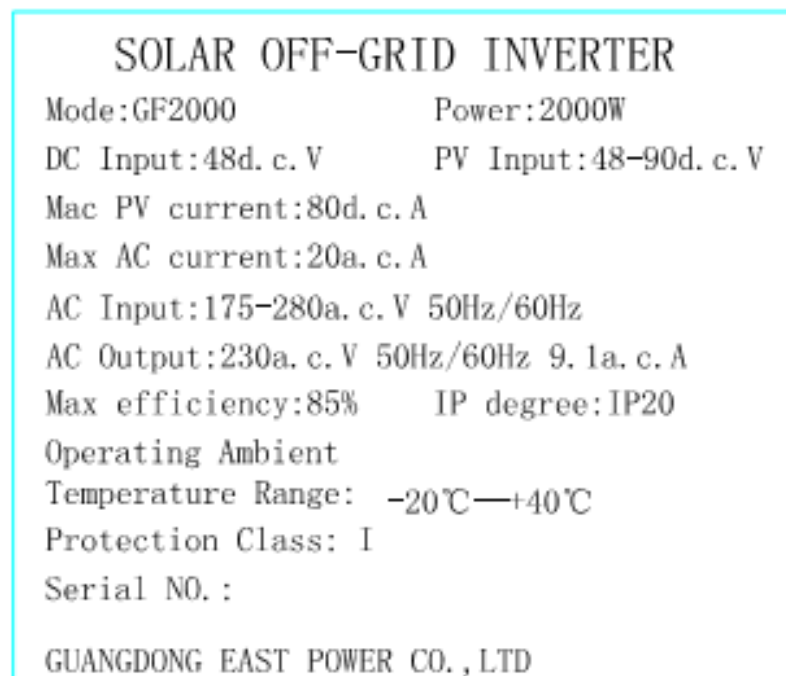 SOLAR OFF-GRID INVERTER
Mode:GF2000 Power:2000W
DC Input:48d.c.V PV Input:48-90d.c.V
Mac PV current:80d.c.A
Max AC current:20a.c.A
AC Input:175-280a.c.V 50Hz/60Hz
AC Output:230a.c.V 50Hz/60Hz 9.1a.c.A
Max efficiency:85% IP degree:IP20
Operating Ambient
Temperature Range: -20℃—+40℃
Protection Class: I
Serial NO.:
GUANGDONG EAST POWER CO.,LTD